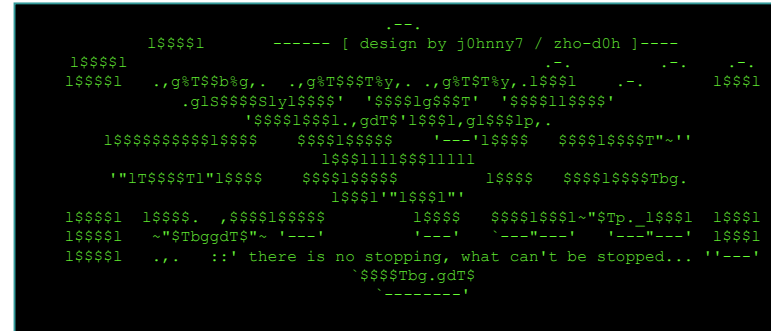 ------ [ design by j0hnny7 / zho-d0h ]----
::' there is no stopping, what can't be stopped... ''---'